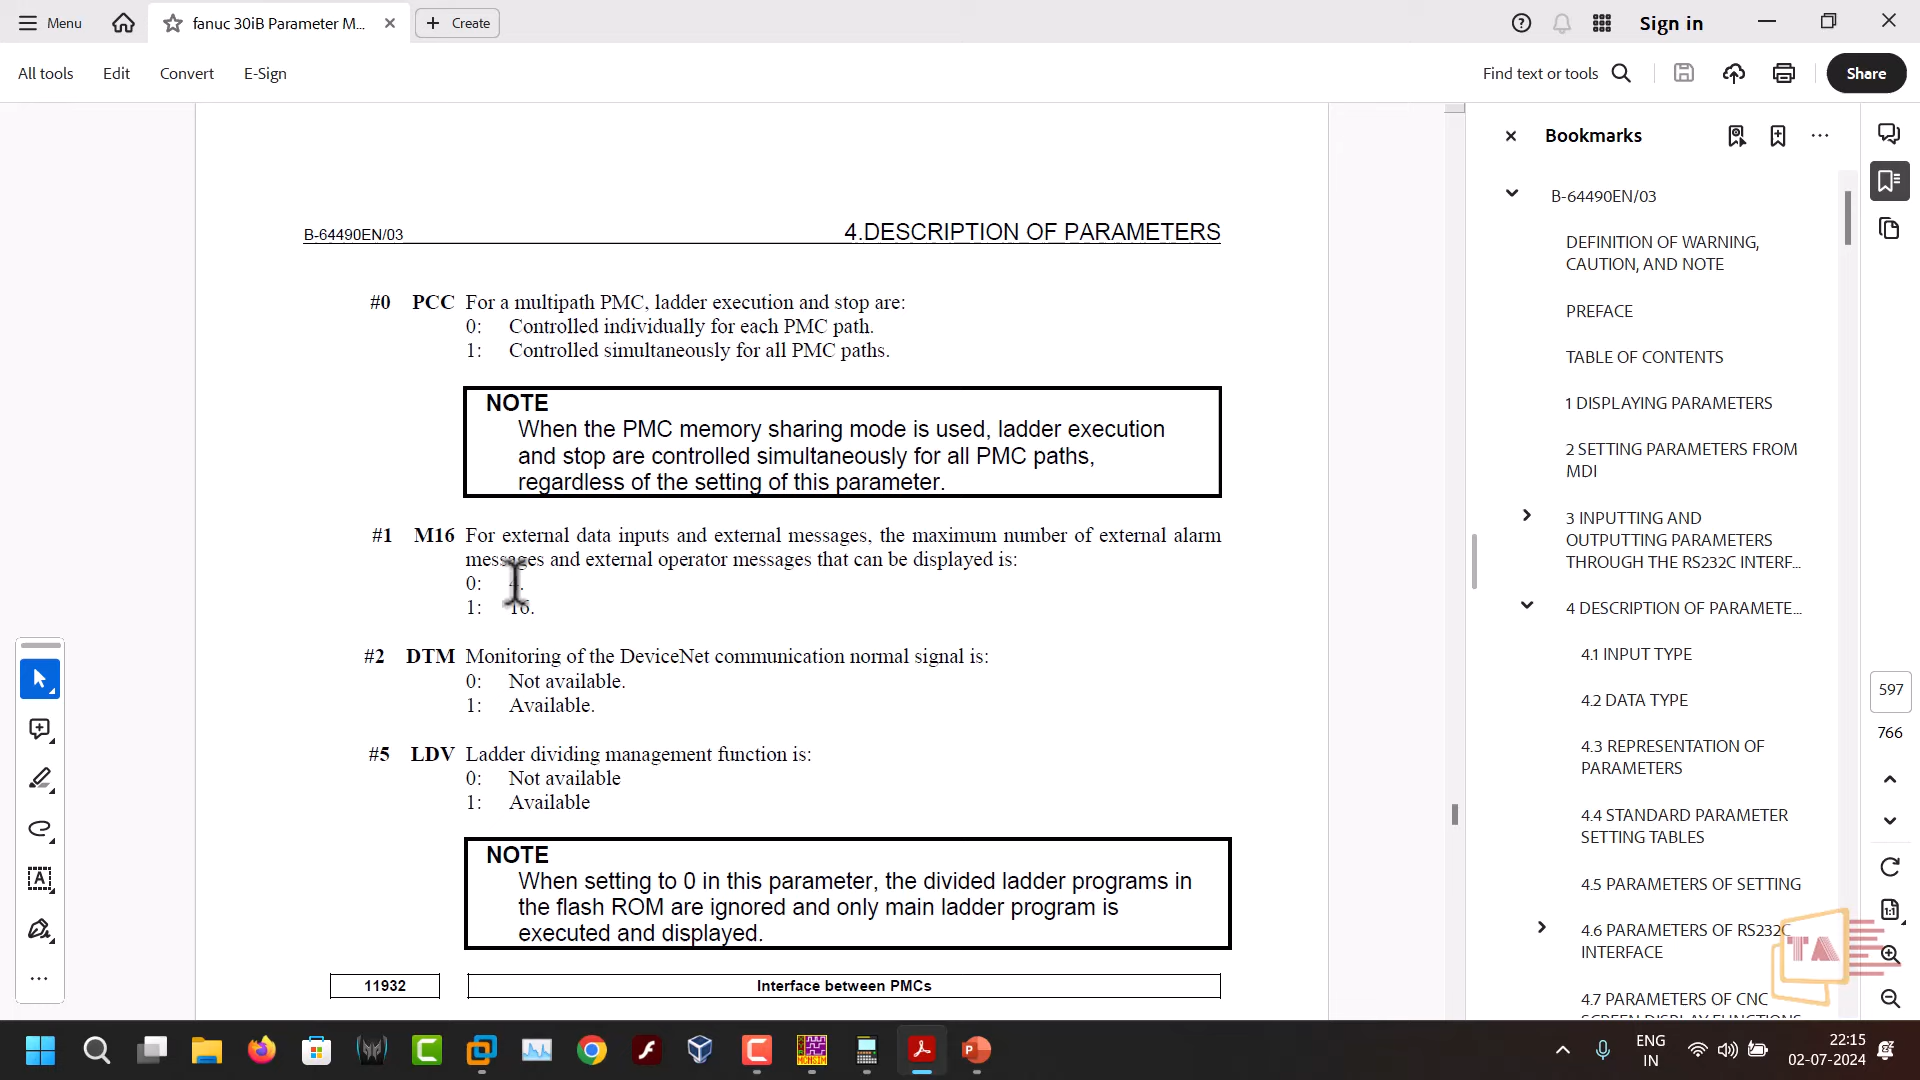 Menu
fanuc 30iB Parameter M...
Create
Sign in
All tools
Edit
Convert
E-Sign
Find text or tools
Share
B-64490EN/03
4.DESCRIPTION OF PARAMETERS
#0 PCC For a multipath PMC, ladder execution and stop are:
0: Controlled individually for each PMC path.
1: Controlled simultaneously for all PMC paths.
NOTE
When the PMC memory sharing mode is used, ladder execution
and stop are controlled simultaneously for all PMC paths,
regardless of the setting of this parameter.
#1 M16 For external data inputs and external messages, the maximum number of external alarm
messages and external operator messages that can be displayed is:
0: 4.
1: 16.
#2 DTM Monitoring of the DeviceNet communication normal signal is:
0: Not available.
1: Available.
#5 LDV Ladder dividing management function is:
0: Not available
1: Available
NOTE
When setting to 0 in this parameter, the divided ladder programs in
the flash ROM are ignored and only main ladder program is
executed and displayed.
11932
Interface between PMCs
Bookmarks
B-64490EN/03
DEFINITION OF WARNING,
CAUTION, AND NOTE
PREFACE
TABLE OF CONTENTS
1 DISPLAYING PARAMETERS
2 SETTING PARAMETERS FROM
MDI
3 INPUTTING AND
OUTPUTTING PARAMETERS
THROUGH THE RS232C INTERF...
4 DESCRIPTION OF PARAMETE...
4.1 INPUT TYPE
4.2 DATA TYPE
4.3 REPRESENTATION OF
PARAMETERS
4.4 STANDARD PARAMETER
SETTING TABLES
4.5 PARAMETERS OF SETTING
4.6 PARAMETERS OF RS232C
INTERFACE
4.7 PARAMETERS OF CNC
SCREEN DISPLAY FUNCTIONS
597
766
1:1
TA
ENG
IN
22:15
02-07-2024